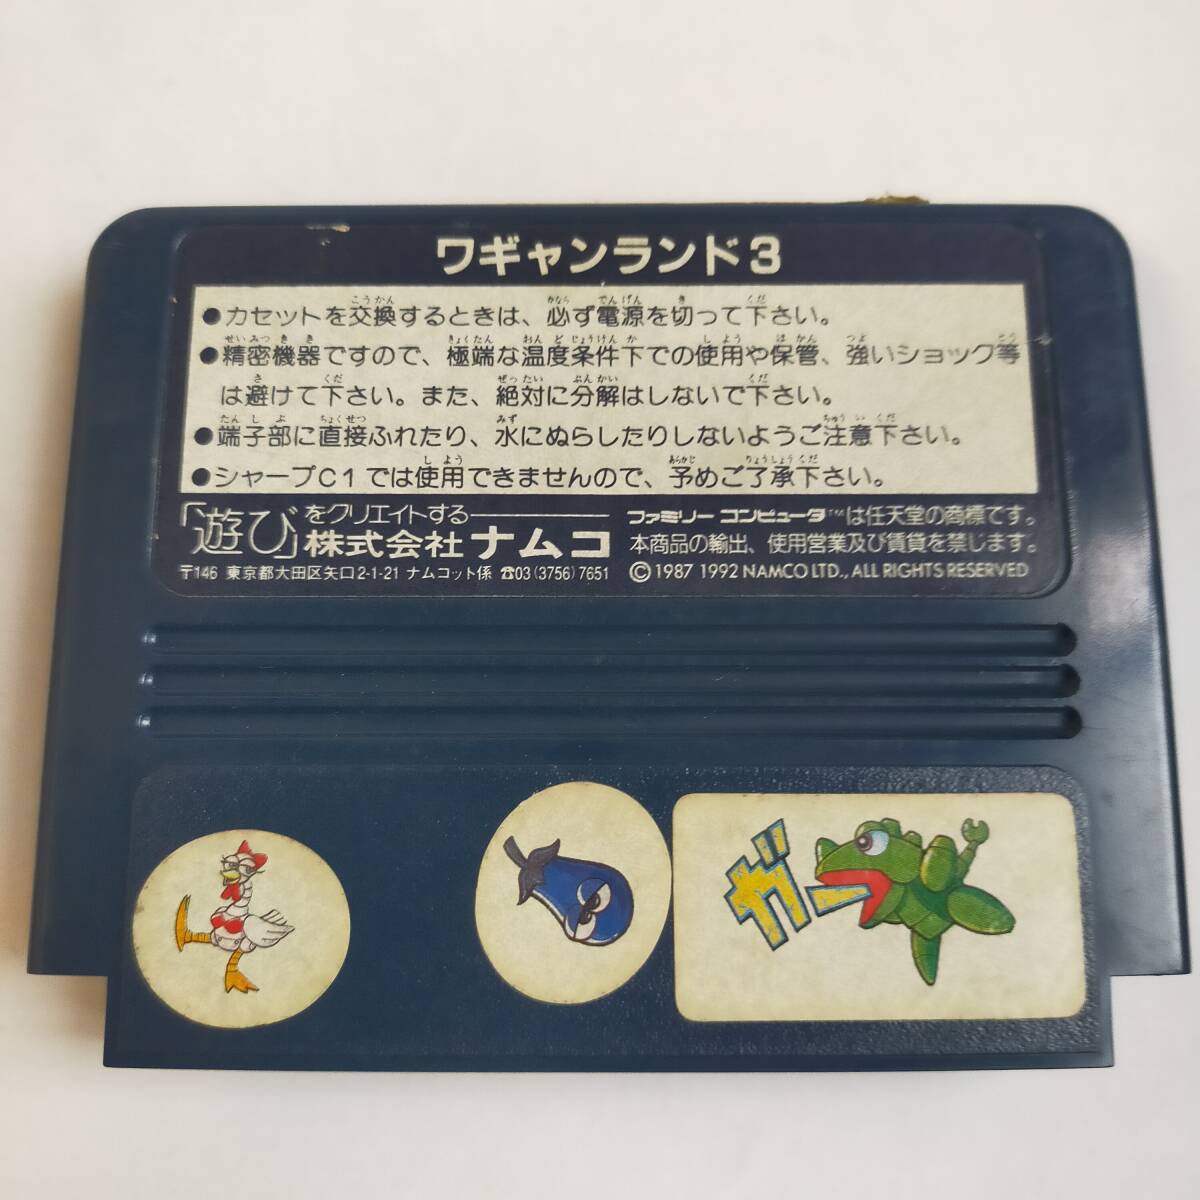 ワギャンランド3
●カセットを交換するときは、必ず電源を切って下さい。
●精密機器ですので、極端な温度条件下での使用や保管、強いショック等
は避けて下さい。また、絶対に分解はしないで下さい。
●端子部に直接ふれたり、水にぬらしたりしないようご注意下さい。
●シャープC1では使用できませんので、予めご了承下さい。
「遊び」をクリエイトする
株式会社ナムコ
〒146 東京都大田区矢口2-1-21 ナムコット係 ☎03(3756)7651
ファミリーコンピュータ™は任天堂の商標です。
本商品の輸出、使用営業及び賃貸を禁じます。
©1987 1992 NAMCO LTD., ALL RIGHTS RESERVED
ガー